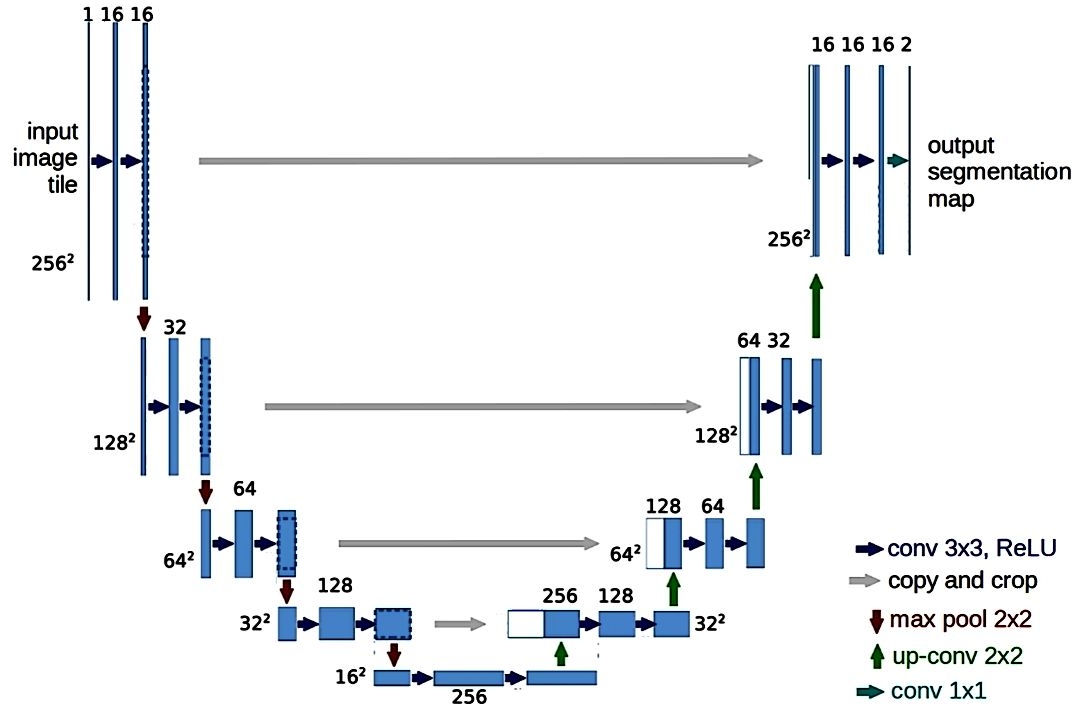 1 16 16
16 16 16 2
input
image
tile
output
segmentation
map
256²
256²
32
64 32
128²
128²
64
128 64
64²
64²
128
256 128
32²
32²
16²
256
conv 3x3, ReLU
copy and crop
max pool 2x2
up-conv 2x2
conv 1x1